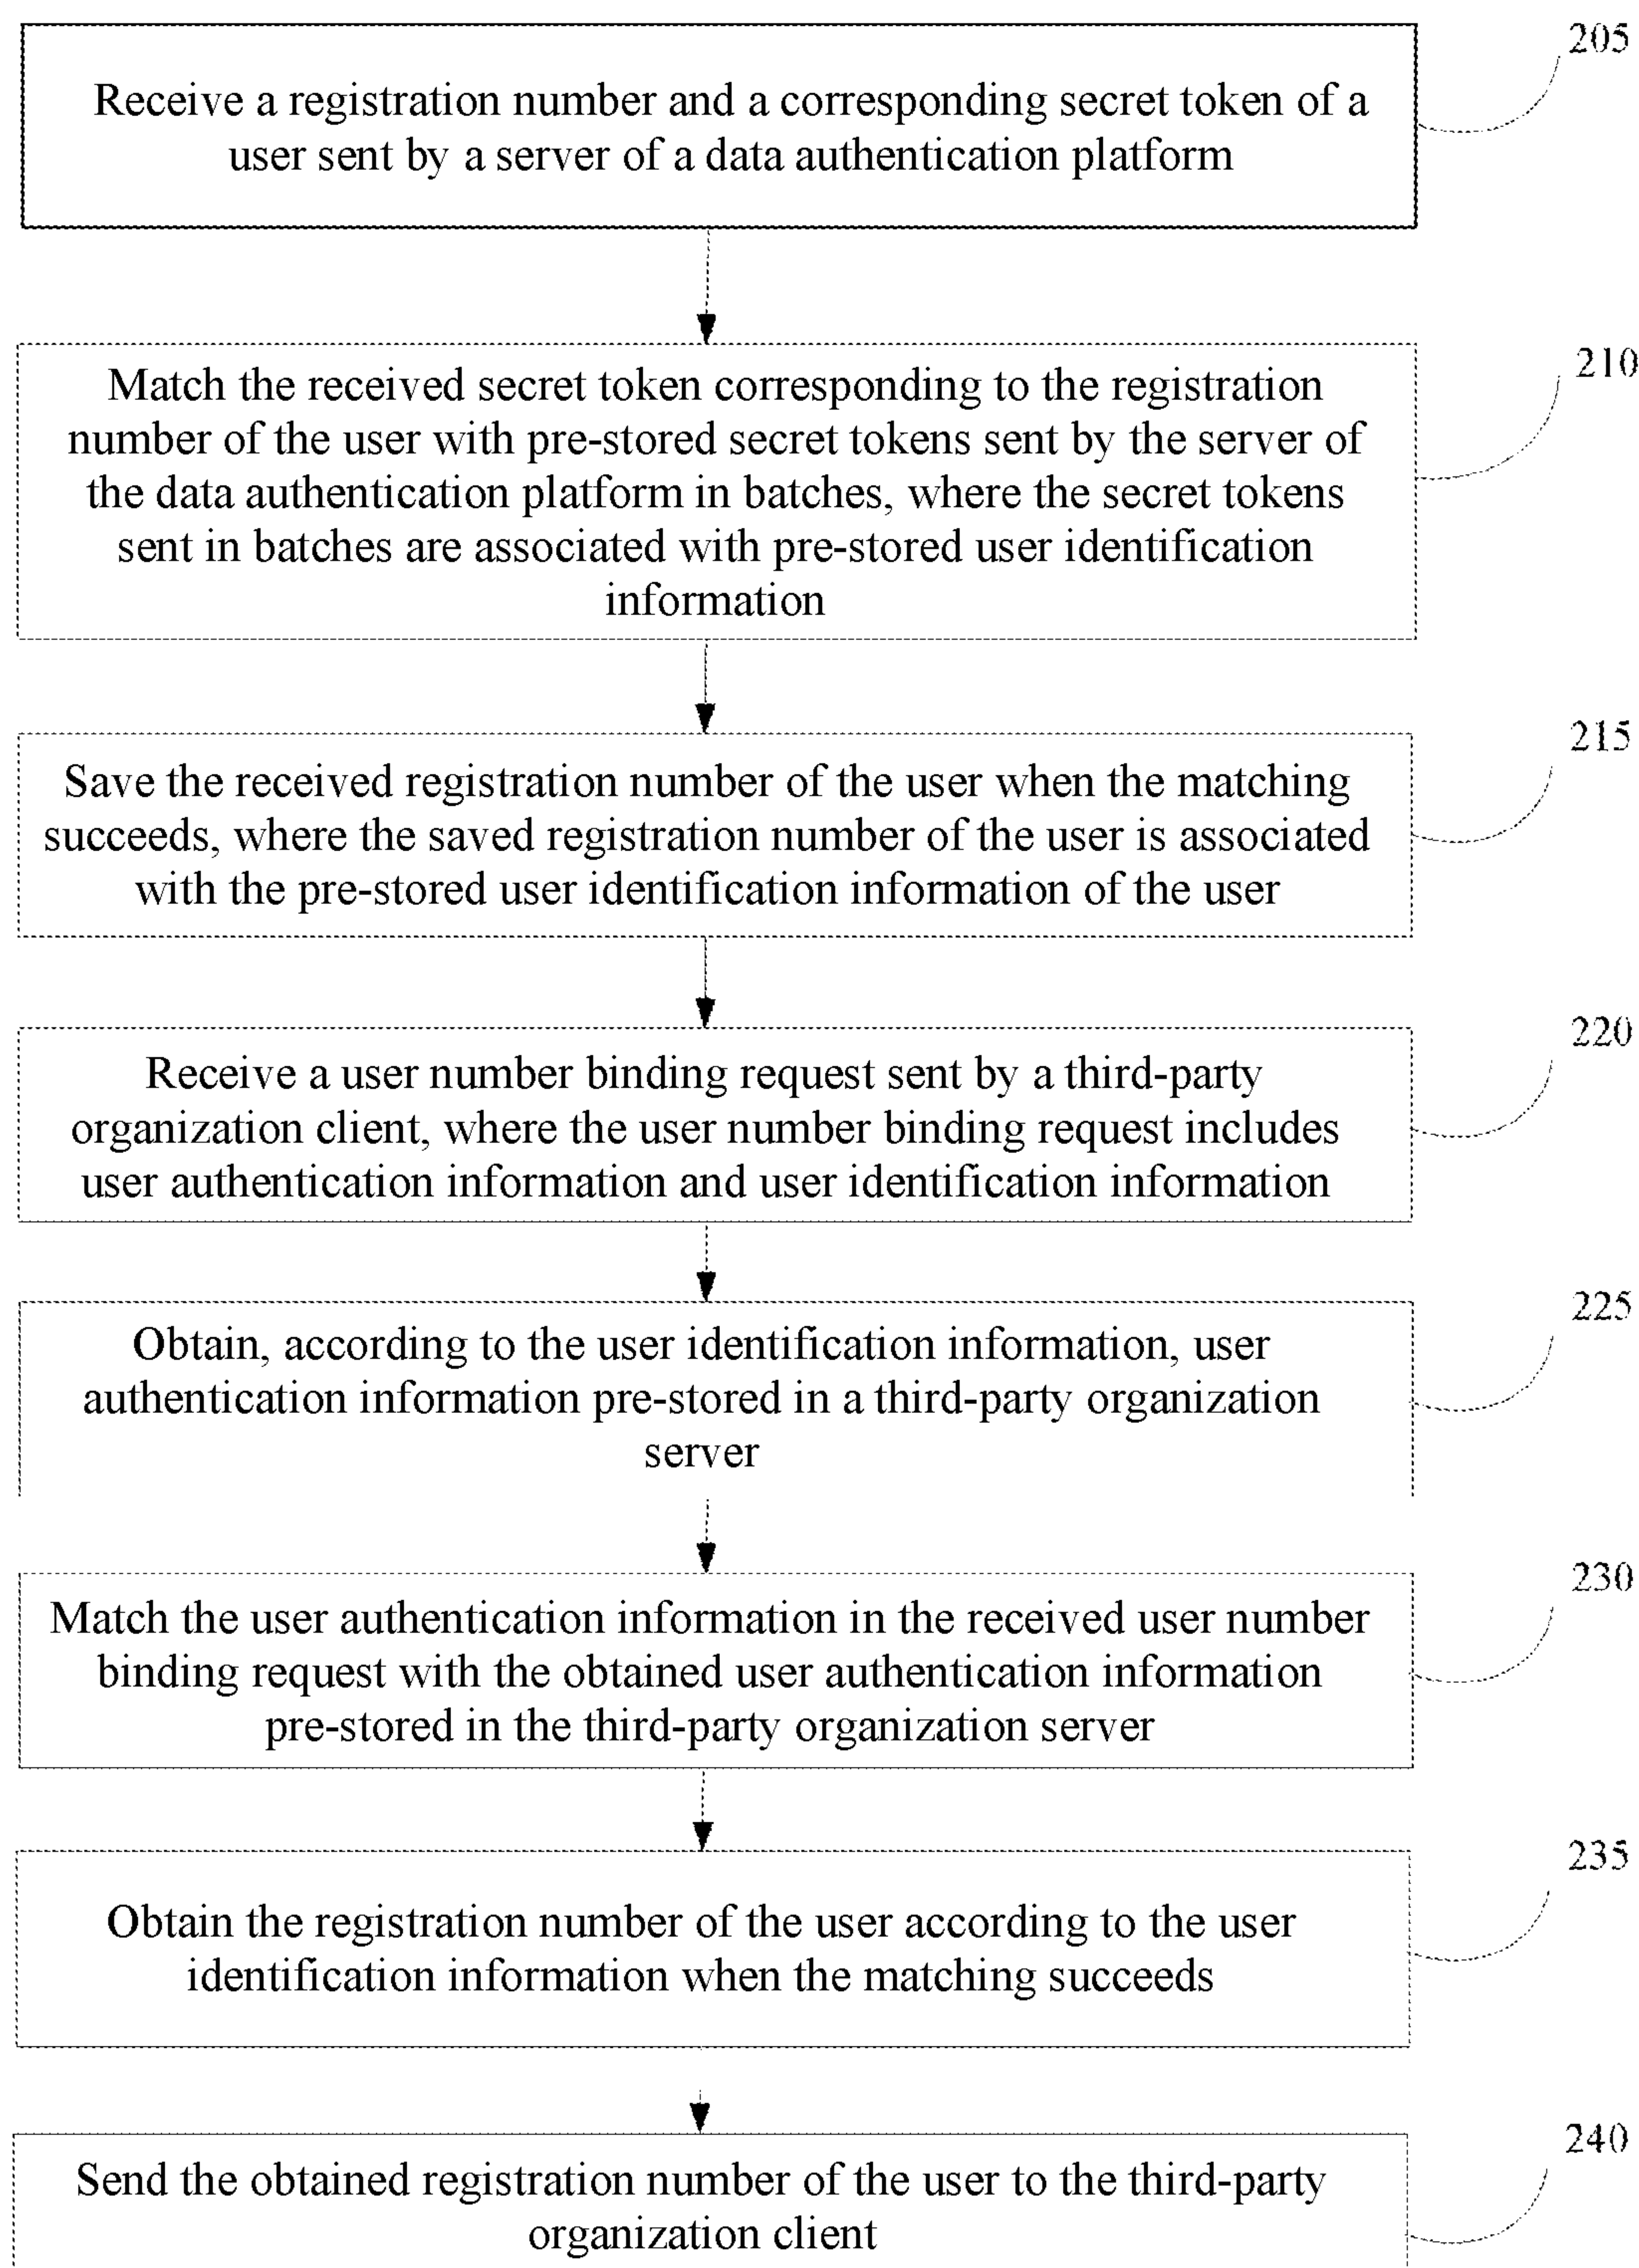 205
Receive a registration number and a corresponding secret token of a
user sent by a server of a data authentication platform
210
Match the received secret token corresponding to the registration
number of the user with pre-stored secret tokens sent by the server of
the data authentication platform in batches, where the secret tokens
sent in batches are associated with pre-stored user identification
information
215
Save the received registration number of the user when the matching
succeeds, where the saved registration number of the user is associated
with the pre-stored user identification information of the user
220
Receive a user number binding request sent by a third-party
organization client, where the user number binding request includes
user authentication information and user identification information
225
Obtain, according to the user identification information, user
authentication information pre-stored in a third-party organization
server
230
Match the user authentication information in the received user number
binding request with the obtained user authentication information
pre-stored in the third-party organization server
235
Obtain the registration number of the user according to the user
identification information when the matching succeeds
240
Send the obtained registration number of the user to the third-party
organization client